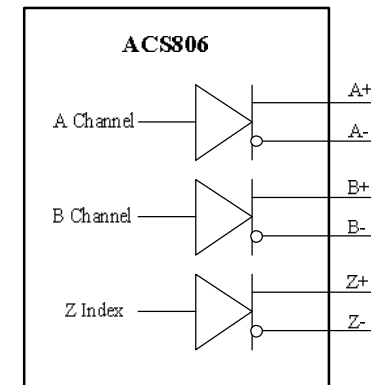 ACS806
A+
A Channel
A-
B+
B Channel
B-
Z+
Z Index
Z-